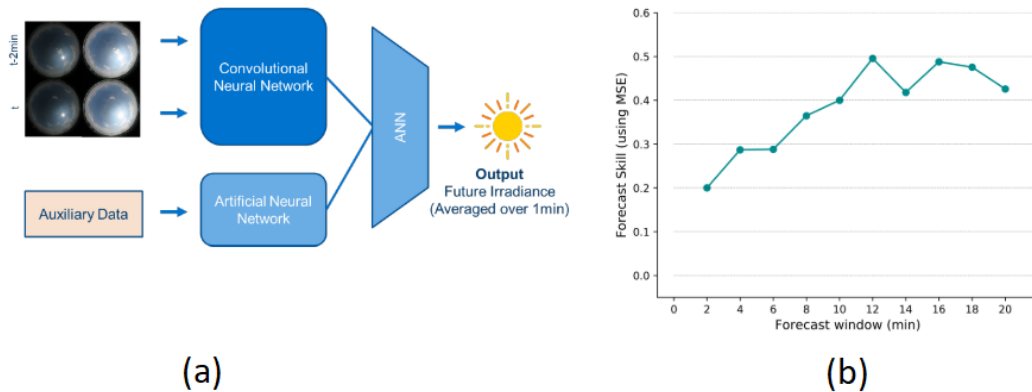 t-2min
t
Convolutional
Neural Network
Auxiliary Data
Artificial Neural
Network
ANN
Output
Future Irradiance
(Averaged over 1min)
(a)
Forecast Skill (using MSE)
0.6
0.5
0.4
0.3
0.2
0.1
0.0
0 2 4 6 8 10 12 14 16 18 20
Forecast window (min)
(b)